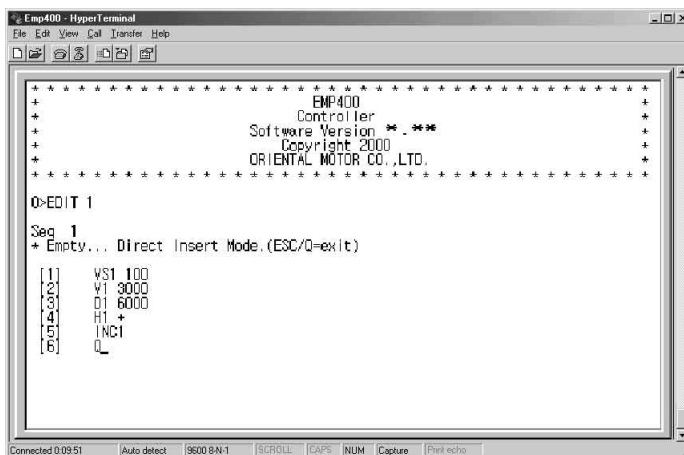 Emp400 - HyperTerminal
File Edit View Call Transfer Help
* * * * * * * * * * * * * * * * * * * * * * * * * * * * * * * * * * * * *
* EMP400 *
* Controller *
* Software Version *.** *
* Copyright 2000 *
* ORIENTAL MOTOR CO.,LTD. *
* * * * * * * * * * * * * * * * * * * * * * * * * * * * * * * * * * * * *
0>EDIT 1
Seq 1
* Empty... Direct Insert Mode.(ESC/Q=exit)
[1] VS1 100
[2] V1 3000
[3] D1 6000
[4] H1 +
[5] INC1
[6] Q_
Connected 0:09:51 Auto detect 9600 8-N-1 SCROLL CAPS NUM Capture Print echo